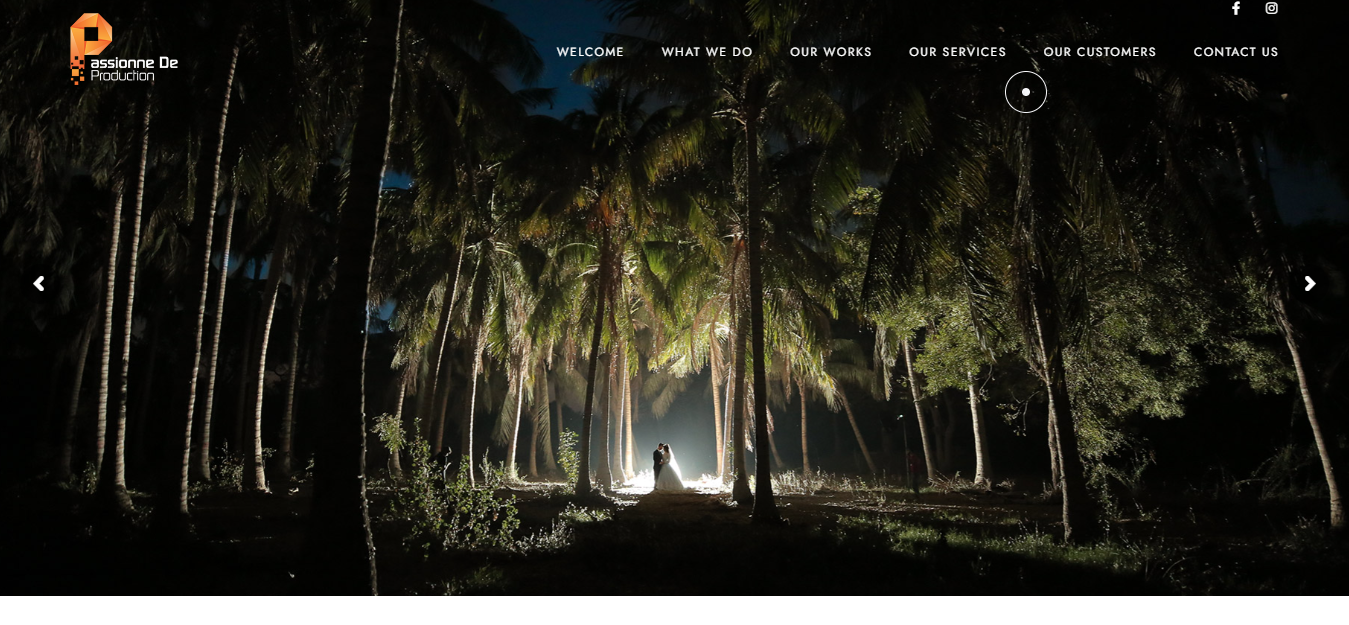 Passionne De
Production
WELCOME
WHAT WE DO
OUR WORKS
OUR SERVICES
OUR CUSTOMERS
CONTACT US